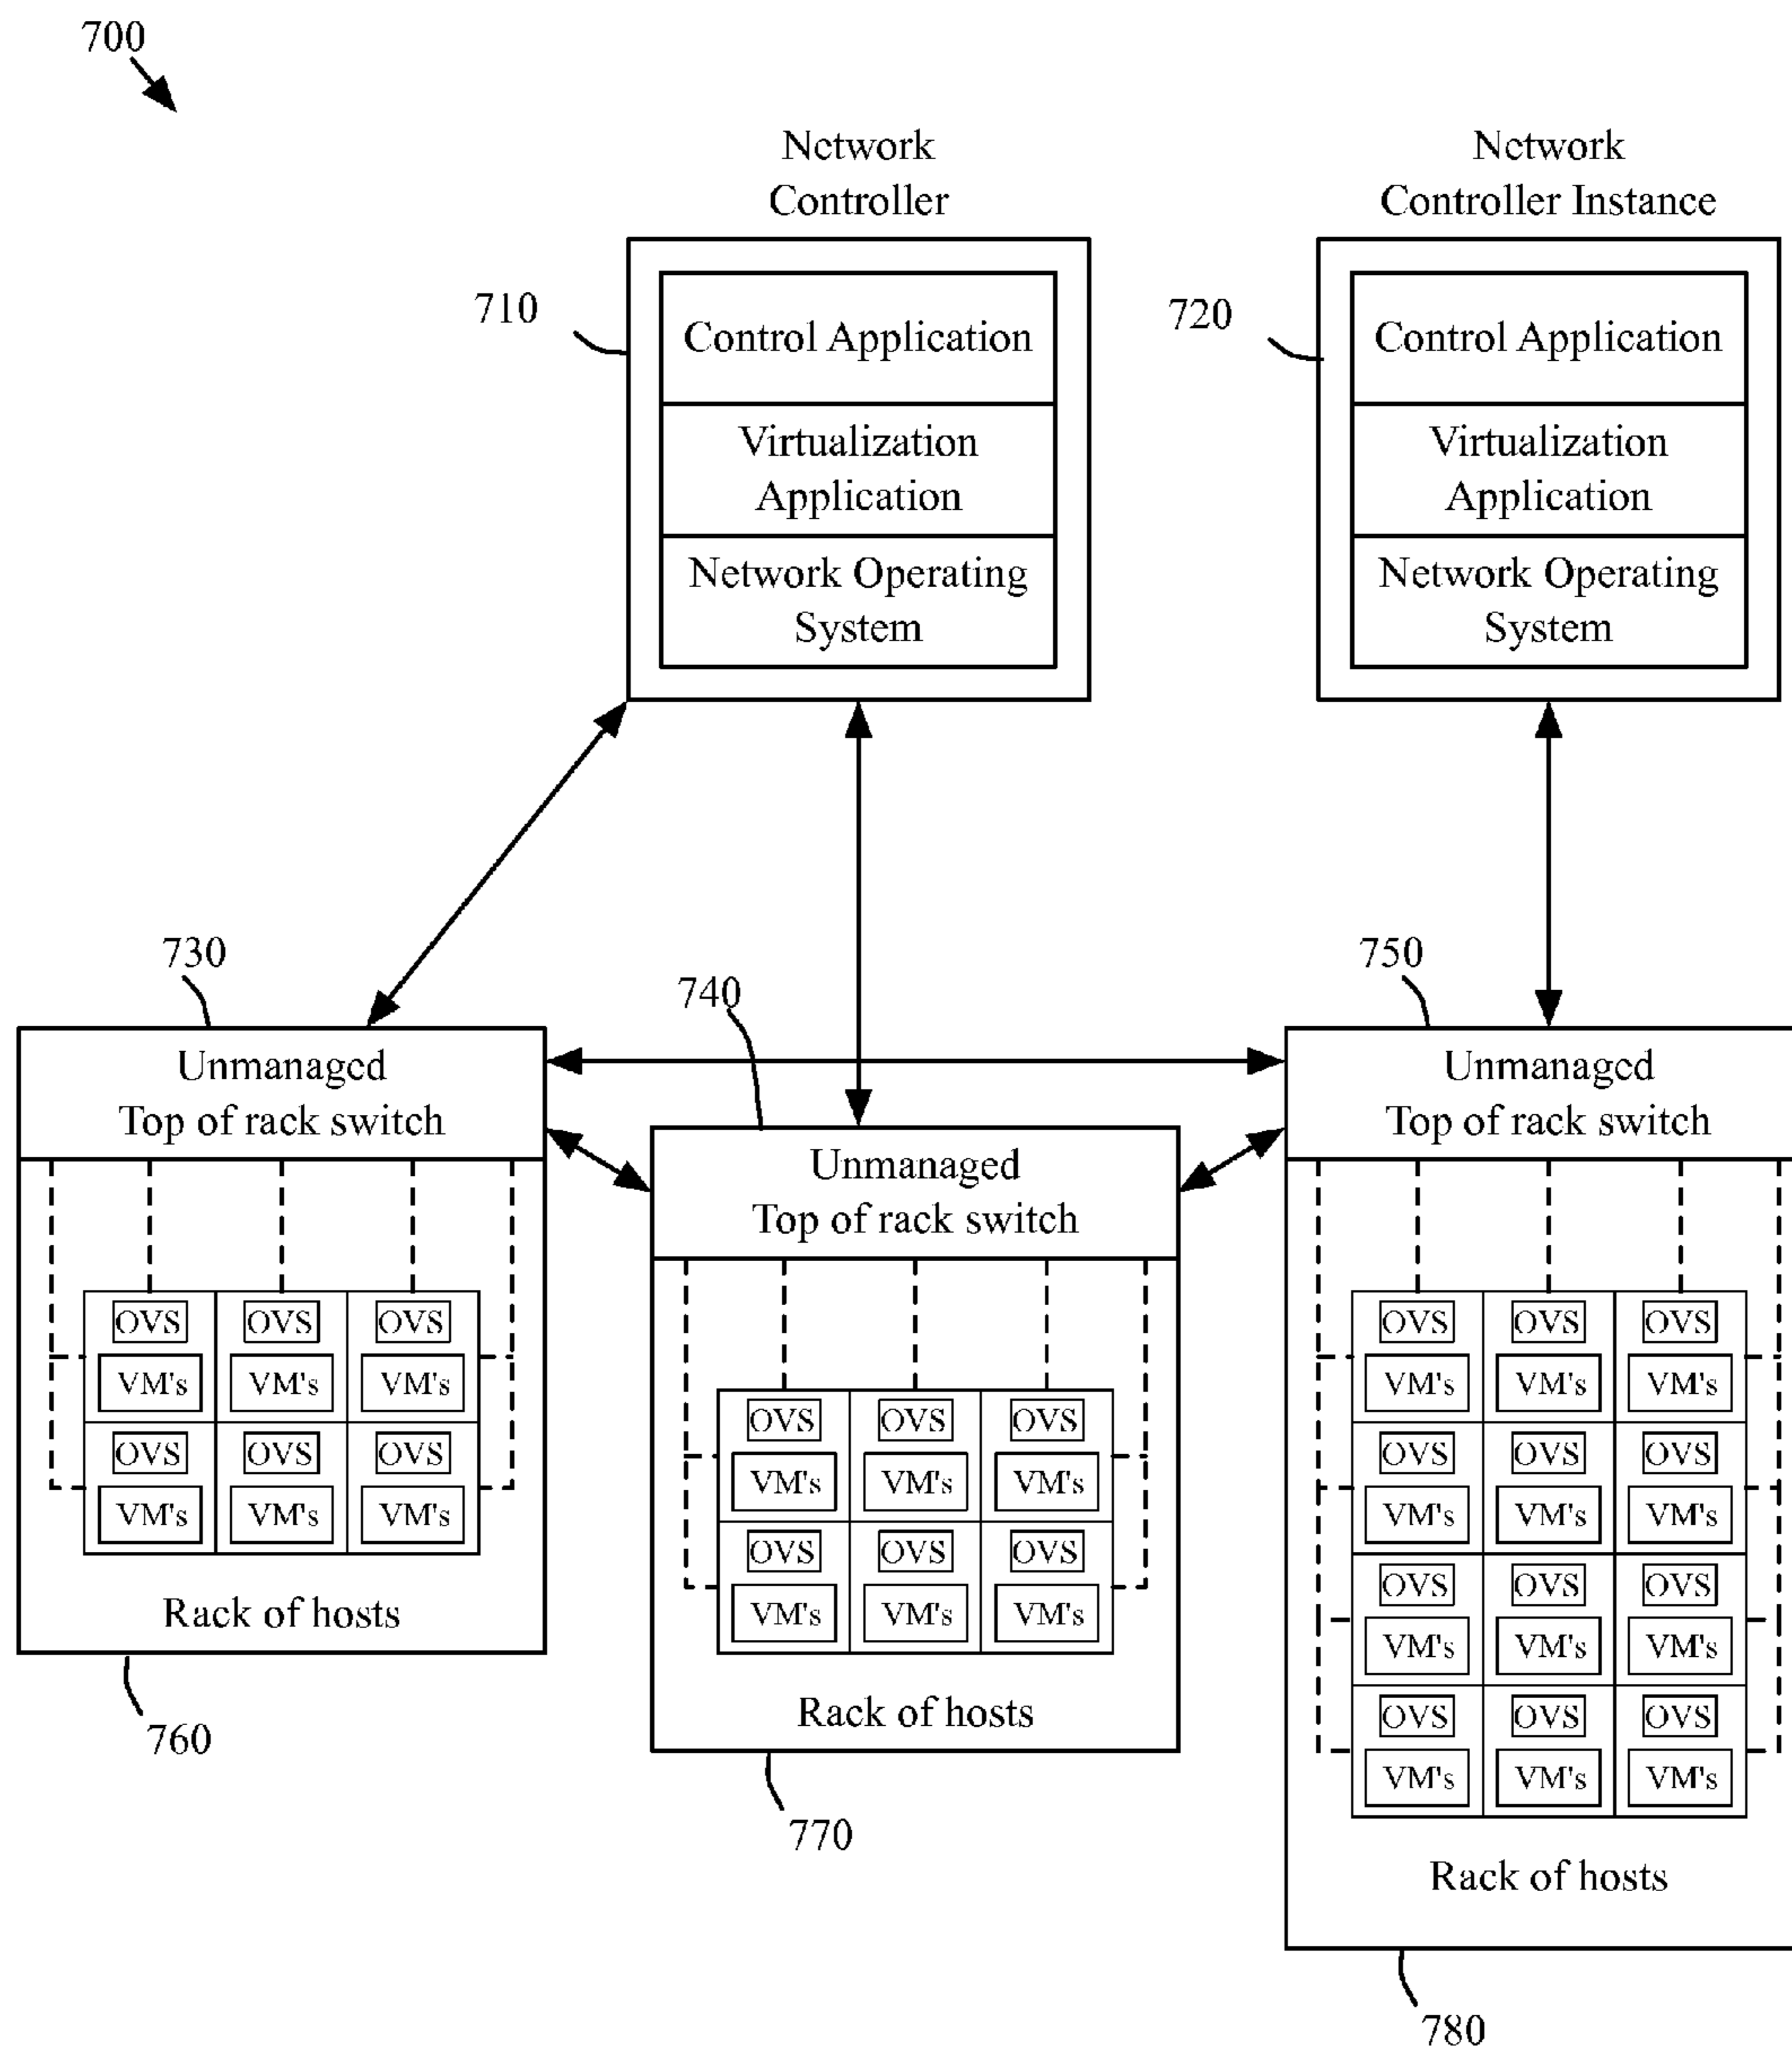 700
Network
Controller
Network
Controller Instance
710
Control Application
Virtualization
Application
Network Operating
System
720
Control Application
Virtualization
Application
Network Operating
System
730
740
750
Unmanaged
Top of rack switch
Unmanaged
Top of rack switch
Unmanaged
Top of rack switch
OVS OVS OVS
VM's VM's VM's
OVS OVS OVS
VM's VM's VM's
Rack of hosts
760
OVS OVS OVS
VM's VM's VM's
OVS OVS OVS
VM's VM's VM's
Rack of hosts
770
OVS OVS OVS
VM's VM's VM's
OVS OVS OVS
VM's VM's VM's
OVS OVS OVS
VM's VM's VM's
OVS OVS OVS
VM's VM's VM's
Rack of hosts
780